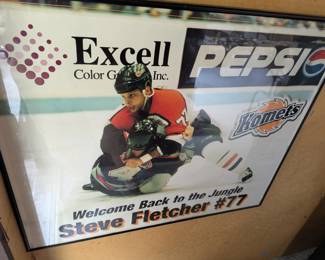 Excell
Color G Inc.
PEPSI
Komets
Welcome Back to the Jungle
Steve Fletcher #77